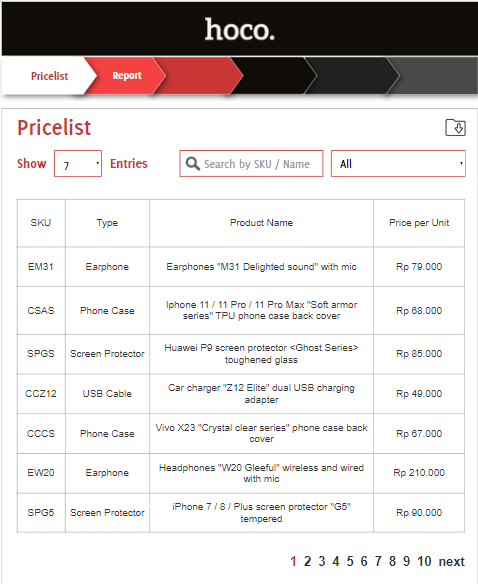 hoco.
Pricelist Report
Pricelist
Show 7 Entries Search by SKU / Name All
SKU Type Product Name Price per Unit
EM31 Earphone Earphones "M31 Delighted sound" with mic Rp 79.000
CSAS Phone Case Iphone 11 / 11 Pro / 11 Pro Max "Soft armor series" TPU phone case back cover Rp 68.000
SPGS Screen Protector Huawei P9 screen protector <Ghost Series> toughened glass Rp 85.000
CCZ12 USB Cable Car charger "Z12 Elite" dual USB charging adapter Rp 49.000
CCCS Phone Case Vivo X23 "Crystal clear series" phone case back cover Rp 67.000
EW20 Earphone Headphones "W20 Gleeful" wireless and wired with mic Rp 210.000
SPG5 Screen Protector iPhone 7 / 8 / Plus screen protector "G5" tempered Rp 90.000
1 2 3 4 5 6 7 8 9 10 next